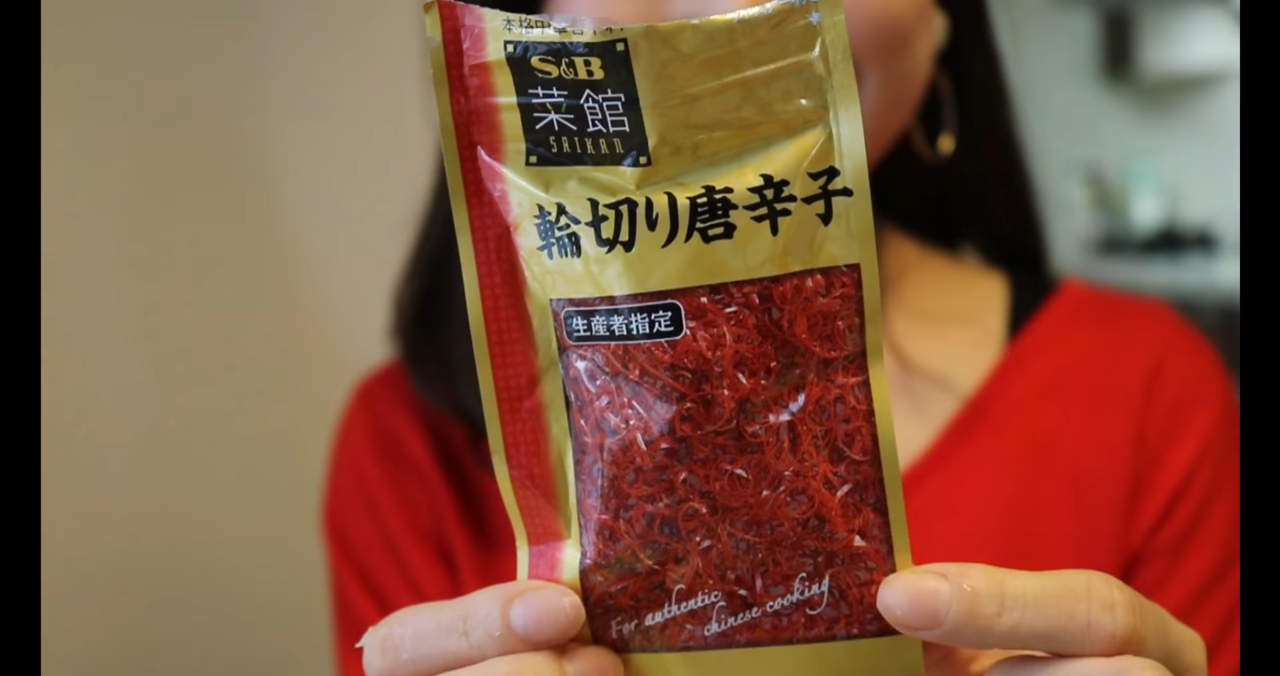 S&B
菜館
SAIKAN
輪切り唐辛子
生産者指定
For authentic
chinese cooking